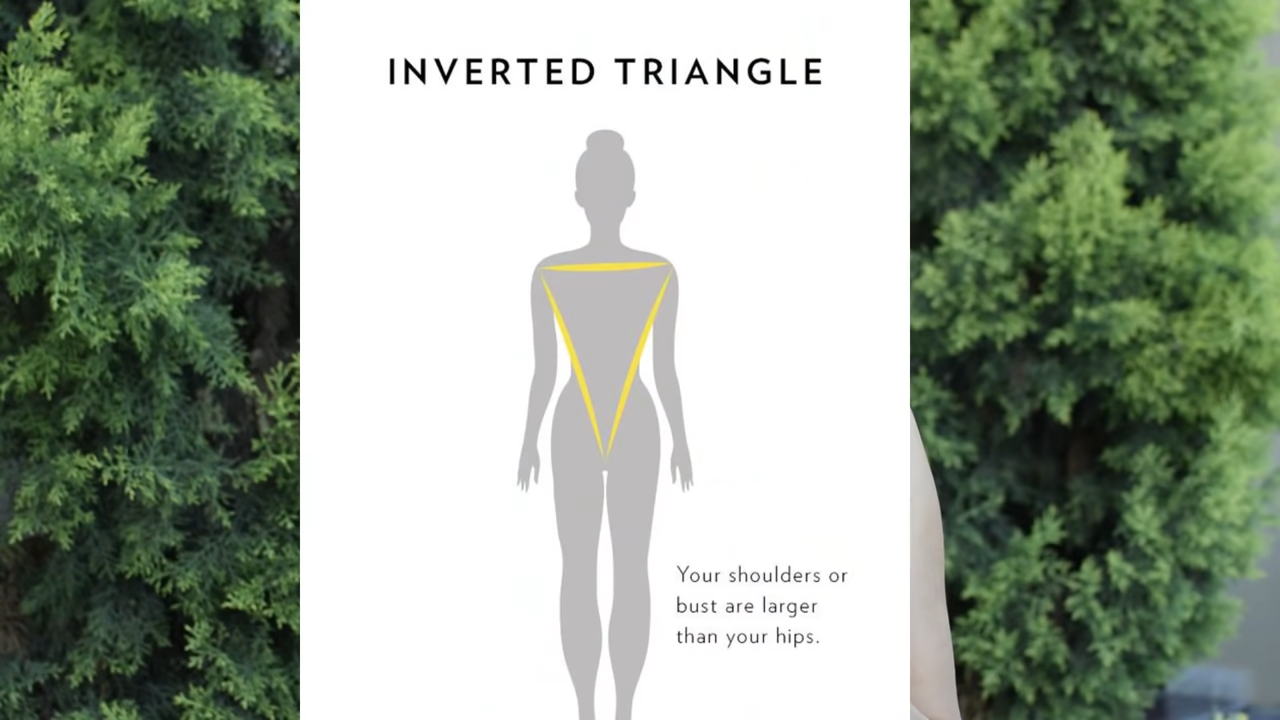 INVERTED TRIANGLE
Your shoulders or
bust are larger
than your hips.